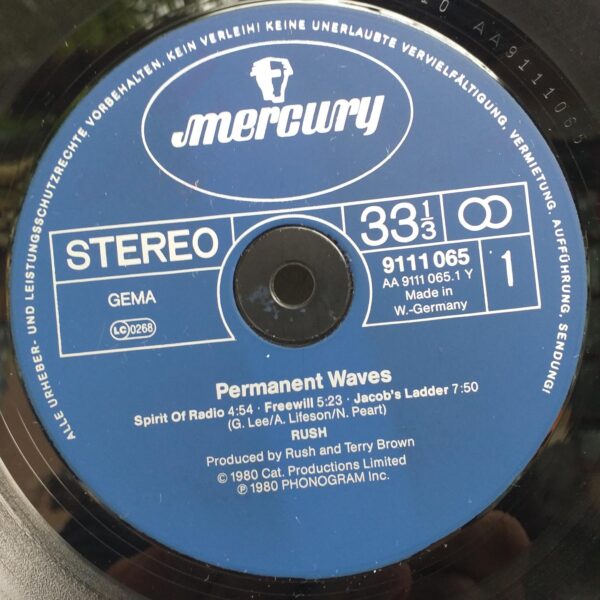 ALLE URHEBER- UND LEISTUNGSSCHUTZRECHTE VORBEHALTEN. KEIN VERLEIH! KEINE UNERLAUBTE VERVIELFÄLTIGUNG, VERMIETUNG, AUFFÜHRUNG, SENDUNG!
AA9111065
mercury
STEREO
33 1/3
GEMA
LC 0268
9111 065
AA 9111 065.1 Y
Made in
W.-Germany
1
Permanent Waves
Spirit Of Radio 4:54 · Freewill 5:23 · Jacob's Ladder 7:50
(G. Lee/A. Lifeson/N. Peart)
RUSH
Produced by Rush and Terry Brown
© 1980 Cat. Productions Limited
℗ 1980 PHONOGRAM Inc.